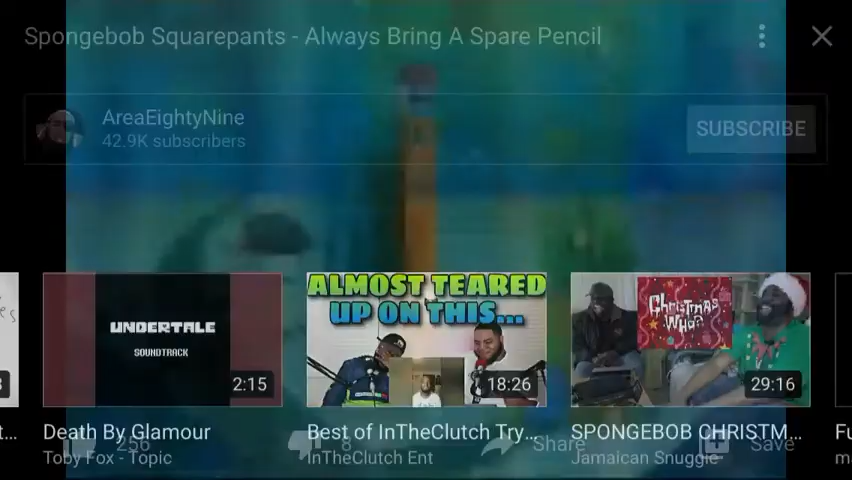 Spongebob Squarepants - Always Bring A Spare Pencil
AreaEightyNine
42.9K subscribers
SUBSCRIBE
UNDERTALE
SOUNDTRACK
2:15
ALMOST TEARED
UP ON THIS...
18:26
Christmas
Who?
29:16
t...
Death By Glamour
Toby Fox - Topic
Best of InTheClutch Try...
InTheClutch Ent
SPONGEBOB CHRISTM...
Jamaican Snuggie
256
8
Share
Save